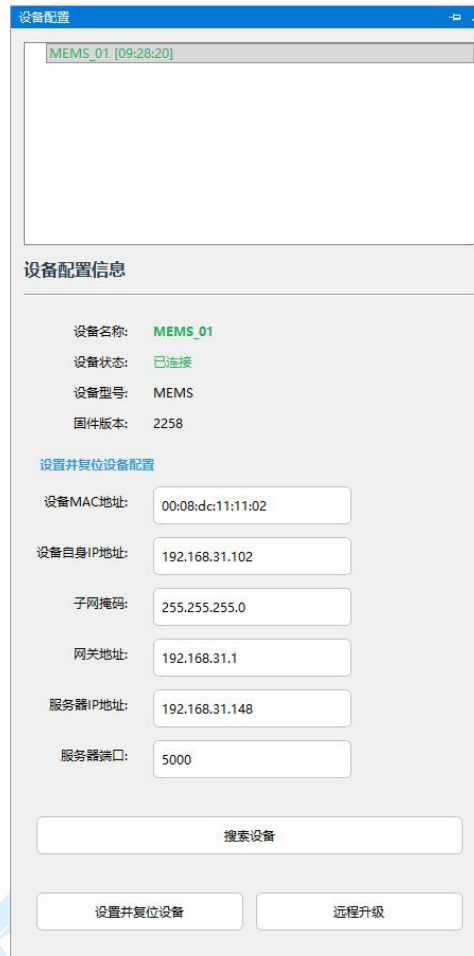 设备配置
MEMS_01 [09:28:20]
设备配置信息
设备名称: MEMS_01
设备状态: 已连接
设备型号: MEMS
固件版本: 2258
设置并复位设备配置
设备MAC地址: 00:08:dc:11:11:02
设备自身IP地址: 192.168.31.102
子网掩码: 255.255.255.0
网关地址: 192.168.31.1
服务器IP地址: 192.168.31.148
服务器端口: 5000
搜索设备
设置并复位设备 远程升级